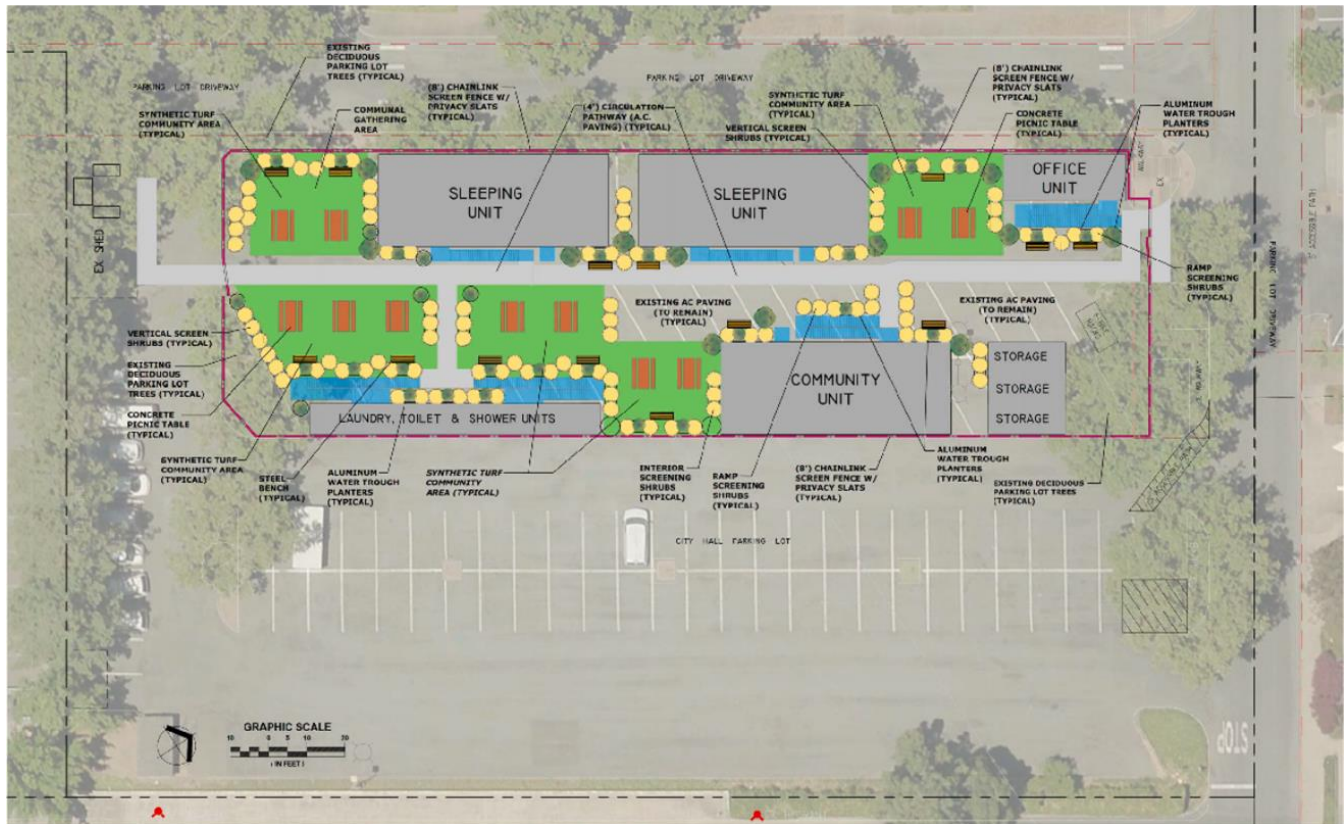 EXISTING
DECIDUOUS
PARKING LOT
TREES (TYPICAL)
PARKING LOT DRIVEWAY
SYNTHETIC TURF
COMMUNITY AREA
(TYPICAL)
COMMUNAL
GATHERING
AREA
(8') CHAINLINK
SCREEN FENCE W/
PRIVACY SLATS
(TYPICAL)
(4') CIRCULATION
PATHWAY (A.C.
PAVING) (TYPICAL)
PARKING LOT DRIVEWAY
SYNTHETIC TURF
COMMUNITY AREA
(TYPICAL)
VERTICAL SCREEN
SHRUBS (TYPICAL)
(8') CHAINLINK
SCREEN FENCE W/
PRIVACY SLATS
(TYPICAL)
CONCRETE
PICNIC TABLE
(TYPICAL)
ALUMINUM
WATER TROUGH
PLANTERS
(TYPICAL)
SLEEPING
UNIT
SLEEPING
UNIT
OFFICE
UNIT
EX SHED
RAMP
SCREENING
SHRUBS
(TYPICAL)
PARKING LOT DRIVEWAY
EXISTING AC PAVING
(TO REMAIN)
(TYPICAL)
EXISTING AC PAVING
(TO REMAIN)
(TYPICAL)
VERTICAL SCREEN
SHRUBS (TYPICAL)
EXISTING
DECIDUOUS
PARKING LOT
TREES (TYPICAL)
CONCRETE
PICNIC TABLE
(TYPICAL)
COMMUNITY
UNIT
STORAGE
STORAGE
STORAGE
LAUNDRY, TOILET & SHOWER UNITS
SYNTHETIC TURF
COMMUNITY AREA
(TYPICAL)
STEEL
BENCH
(TYPICAL)
ALUMINUM
WATER TROUGH
PLANTERS
(TYPICAL)
SYNTHETIC TURF
COMMUNITY
AREA (TYPICAL)
INTERIOR
SCREENING
SHRUBS
(TYPICAL)
RAMP
SCREENING
SHRUBS
(TYPICAL)
(8') CHAINLINK
SCREEN FENCE W/
PRIVACY SLATS
(TYPICAL)
ALUMINUM
WATER TROUGH
PLANTERS
(TYPICAL)
EXISTING DECIDUOUS
PARKING LOT TREES
(TYPICAL)
CITY HALL PARKING LOT
GRAPHIC SCALE
10 0 5 10 20
( IN FEET )
STOP